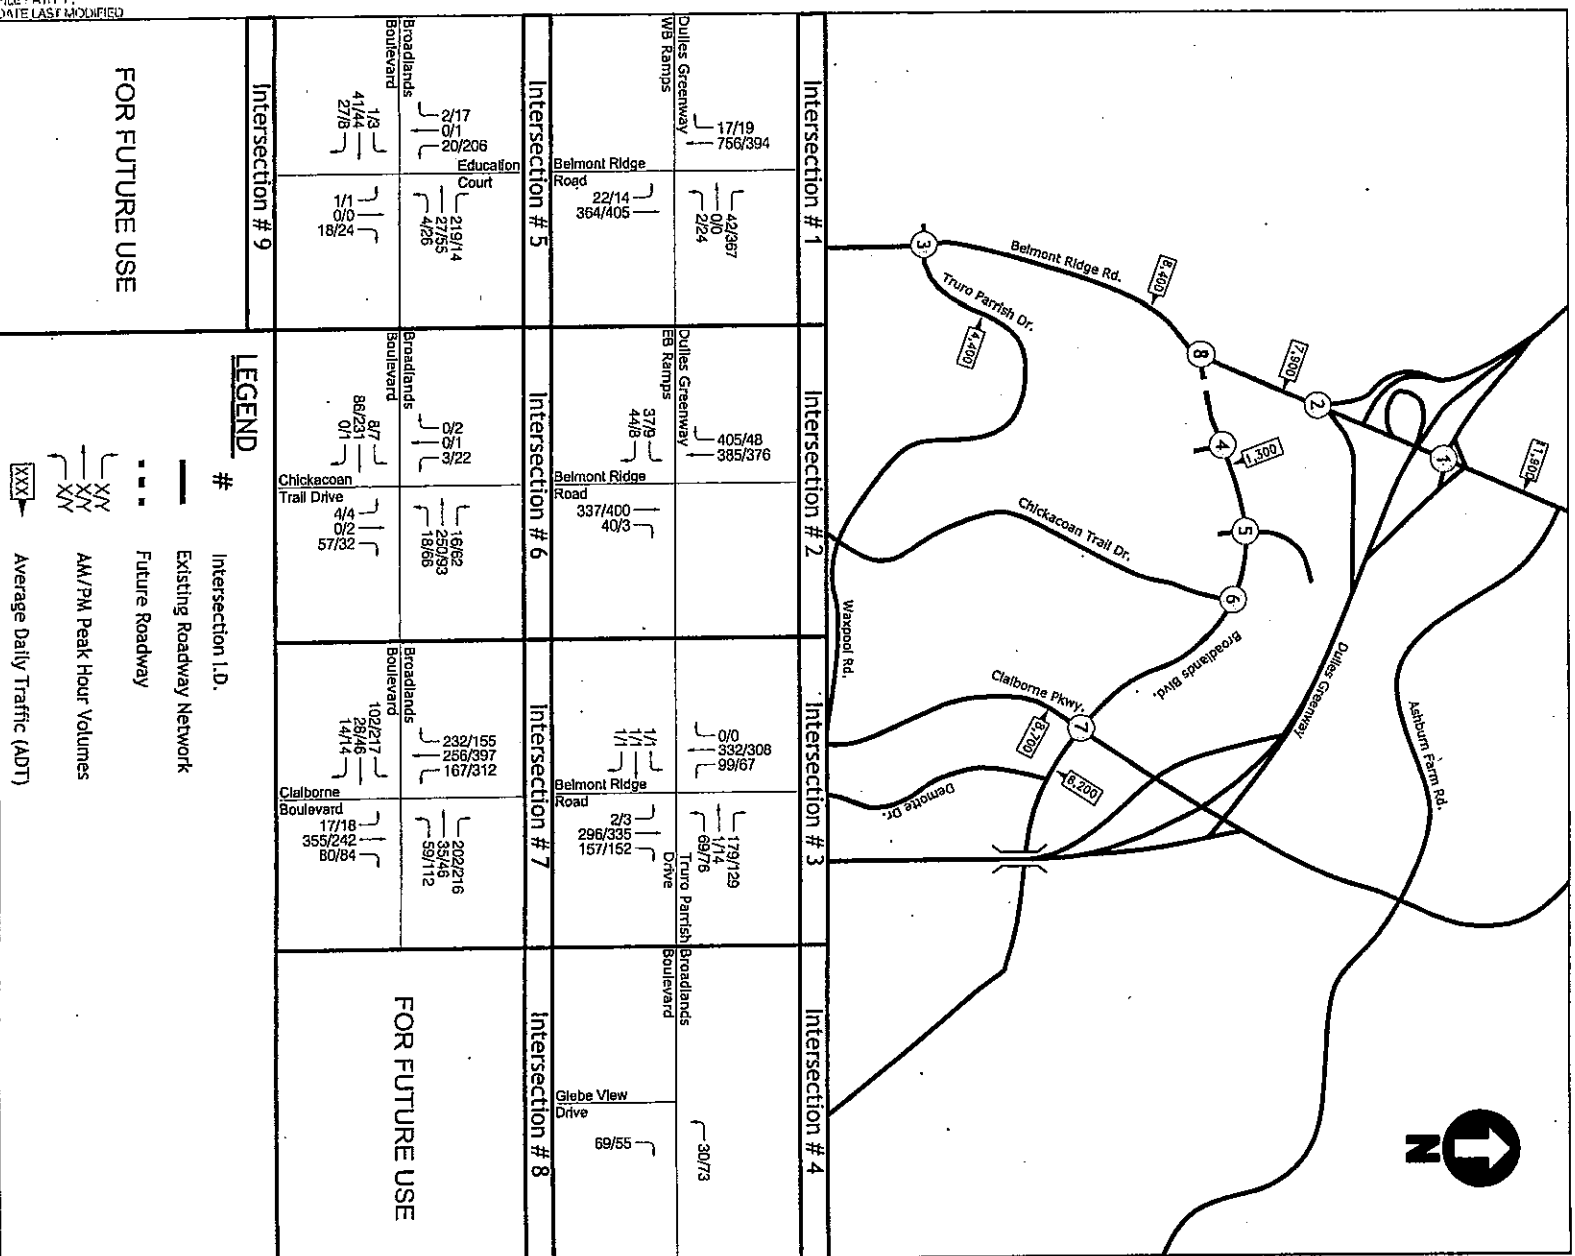 DATE LAST MODIFIED
N
11,900
7,900
8,400
4,400
1,300
8,700
8,200
1
2
3
4
5
6
7
8
Belmont Ridge Rd.
Truro Parrish Dr.
Chickacoan Trail Dr.
Waxpool Rd.
Broadlands Blvd.
Claiborne Pkwy.
Demotte Dr.
Dulles Greenway
Ashburn Farm Rd.
Intersection # 1
Dulles Greenway
WB Ramps
17/19
756/394
42/367
0/0
2/24
Belmont Ridge
Road
22/14
364/405
Intersection # 2
Dulles Greenway
EB Ramps
405/48
385/376
37/9
44/8
Belmont Ridge
Road
337/400
40/3
Intersection # 3
0/0
332/308
99/67
179/129
1/14
69/76
Truro Parrish
Drive
1/1
1/1
1/1
Belmont Ridge
Road
2/3
296/335
157/152
Intersection # 4
Broadlands
Boulevard
30/73
Glebe View
Drive
69/55
Intersection # 5
Broadlands
Boulevard
2/17
0/1
20/206
Education
Court
219/14
27/55
4/26
1/3
41/44
27/8
1/1
0/0
18/24
Intersection # 6
Broadlands
Boulevard
0/2
0/1
3/22
16/62
250/93
18/66
8/7
86/231
0/1
Chickacoan
Trail Drive
4/4
0/2
57/32
Intersection # 7
Broadlands
Boulevard
232/155
256/397
167/312
202/216
35/46
59/112
102/217
28/46
14/14
Claiborne
Boulevard
17/18
355/242
80/84
Intersection # 8
FOR FUTURE USE
Intersection # 9
FOR FUTURE USE
LEGEND
# Intersection I.D.
Existing Roadway Network
Future Roadway
X/Y
X/Y
X/Y
AM/PM Peak Hour Volumes
XXX Average Daily Traffic (ADT)